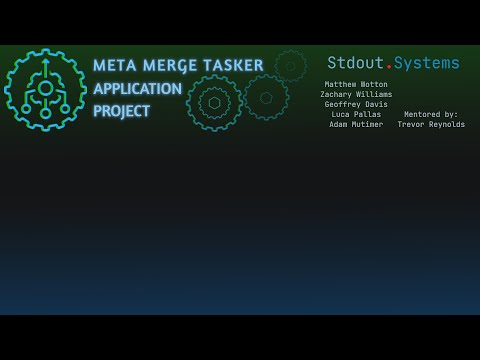 META MERGE TASKER
APPLICATION
PROJECT
Stdout.Systems
Matthew Wotton
Zachary Williams
Geoffrey Davis
Luca Pallas
Adam Mutimer
Mentored by:
Trevor Reynolds